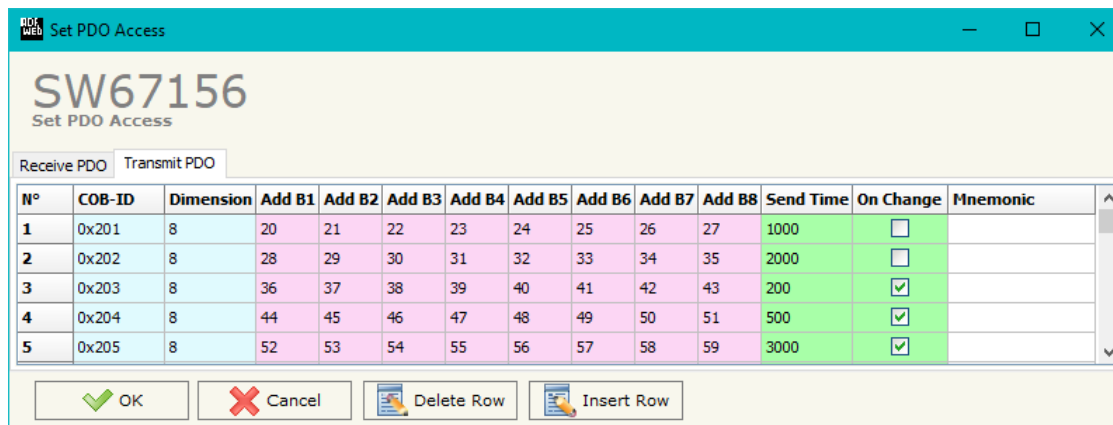 ADF WEB Set PDO Access
SW67156
Set PDO Access
Receive PDO Transmit PDO
N° COB-ID Dimension Add B1 Add B2 Add B3 Add B4 Add B5 Add B6 Add B7 Add B8 Send Time On Change Mnemonic
1 0x201 8 20 21 22 23 24 25 26 27 1000
2 0x202 8 28 29 30 31 32 33 34 35 2000
3 0x203 8 36 37 38 39 40 41 42 43 200
4 0x204 8 44 45 46 47 48 49 50 51 500
5 0x205 8 52 53 54 55 56 57 58 59 3000
OK Cancel Delete Row Insert Row